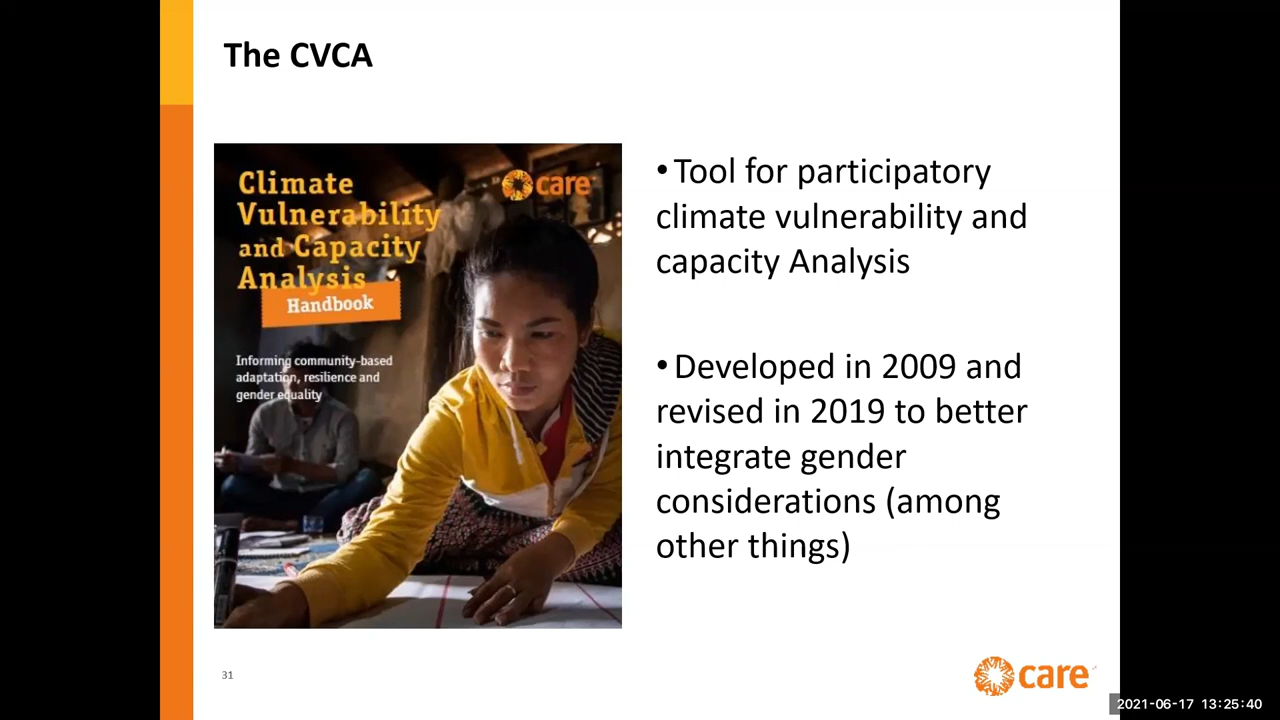 The CVCA
Climate
Vulnerability
and Capacity
Analysis
Handbook
care
Informing community-based
adaptation, resilience and
gender equality
•Tool for participatory
climate vulnerability and
capacity Analysis
•Developed in 2009 and
revised in 2019 to better
integrate gender
considerations (among
other things)
31
care
2021-06-17 13:25:40